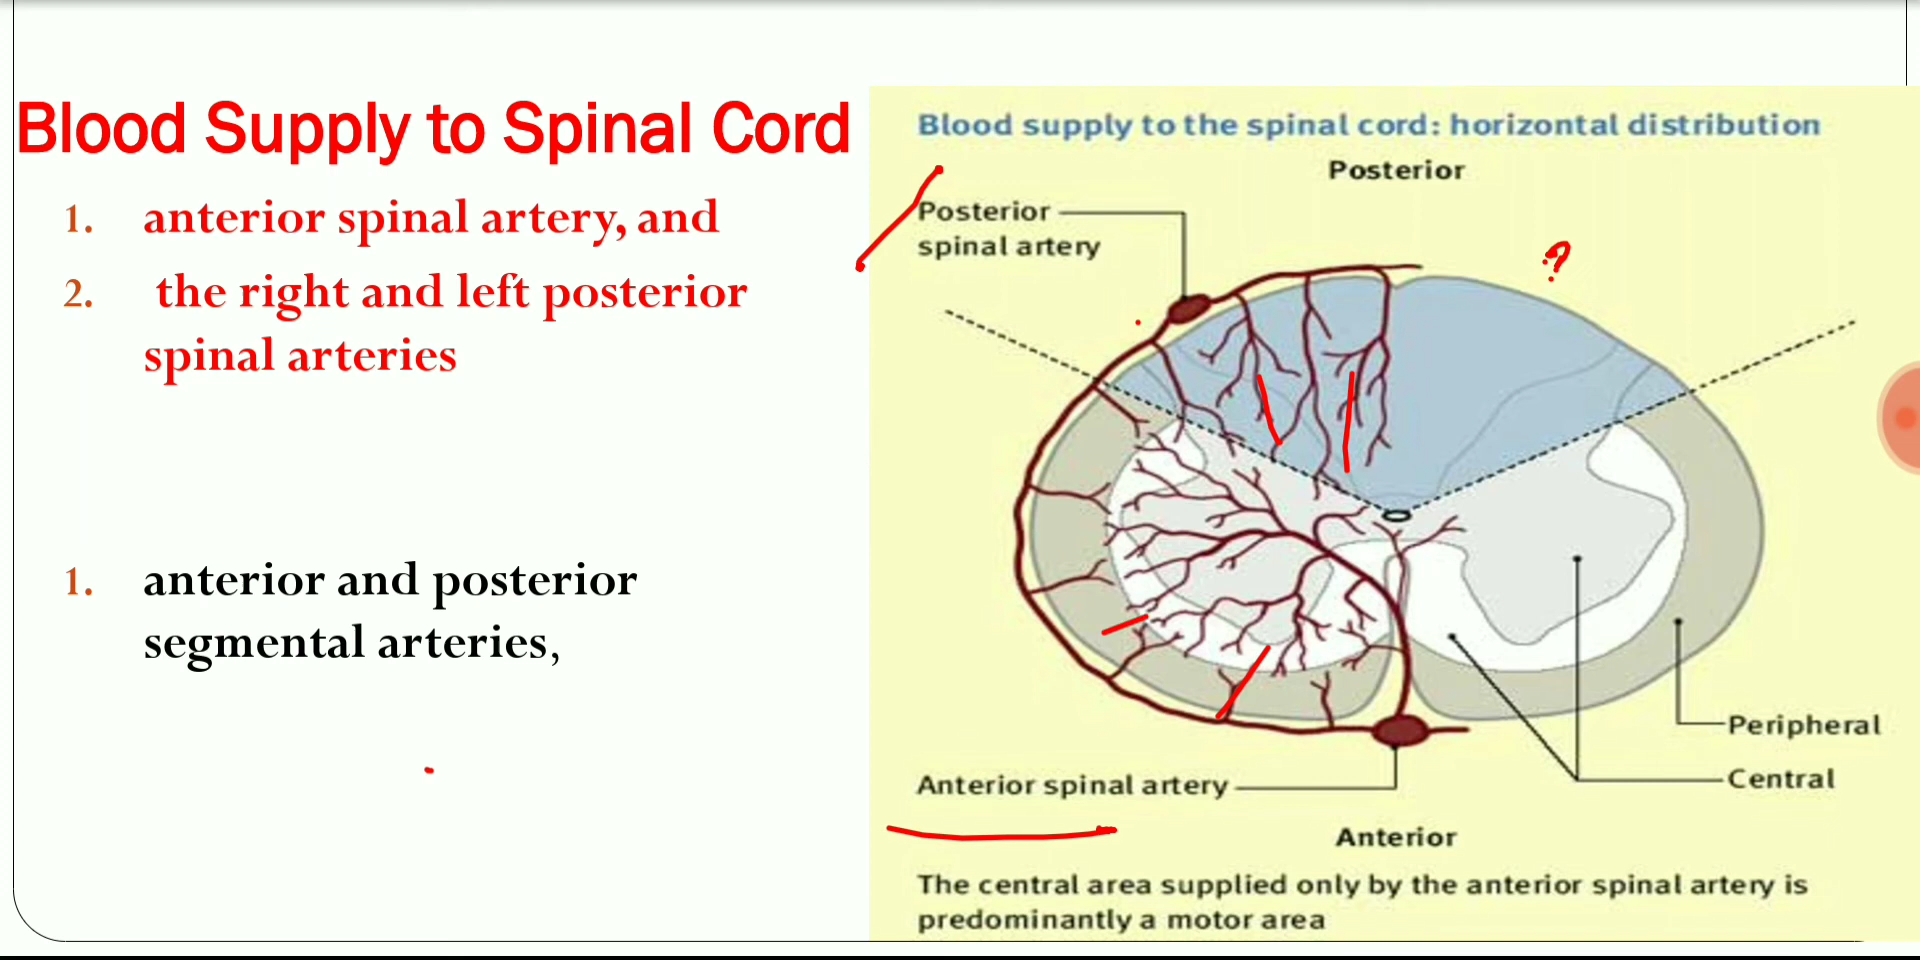 Blood Supply to Spinal Cord
1. anterior spinal artery, and
2. the right and left posterior
spinal arteries
1. anterior and posterior
segmental arteries,
Blood supply to the spinal cord: horizontal distribution
Posterior
Posterior
spinal artery
?
Peripheral
Central
Anterior spinal artery
Anterior
The central area supplied only by the anterior spinal artery is
predominantly a motor area